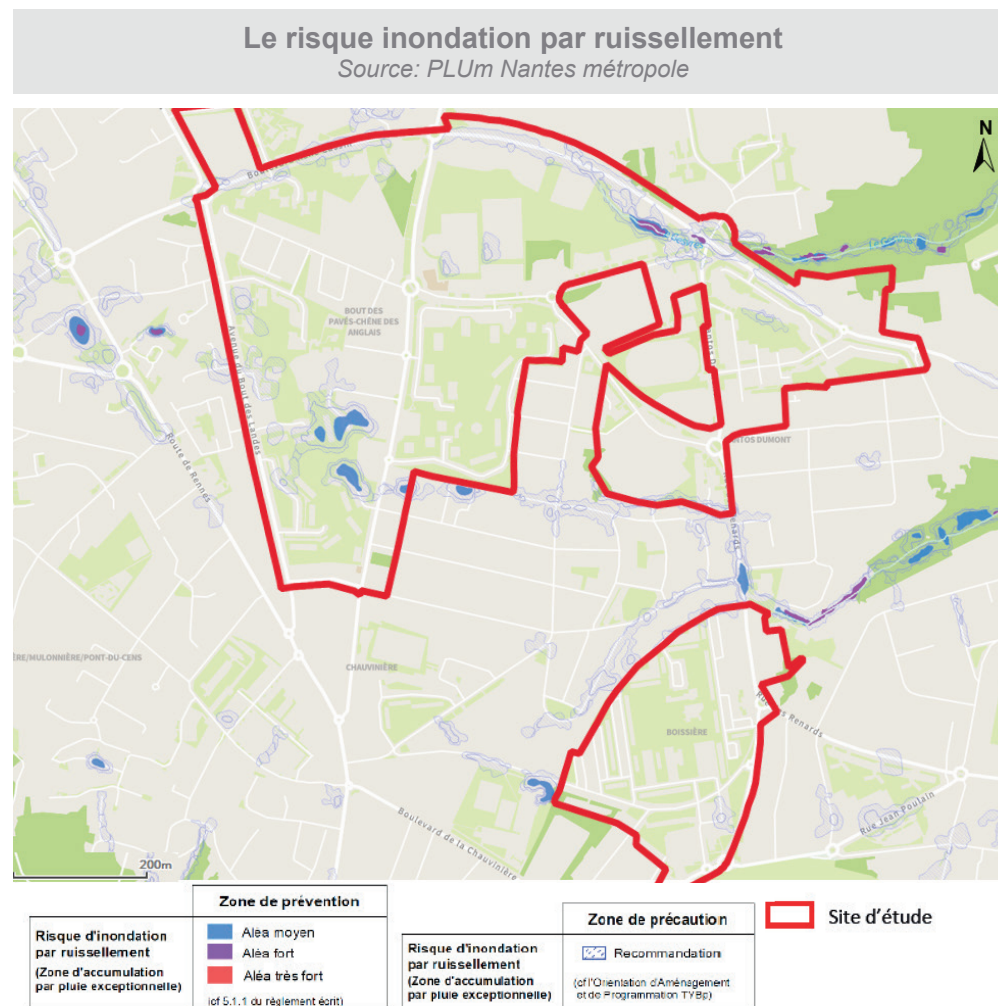 Le risque inondation par ruissellement
Source: PLUm Nantes métropole
N
BOUT DES
PAVÉS-CHÊNE DES
ANGLAIS
Avenue du Bout des Landes
Route de Rennes
CHAUVINIÈRE
BOISSIÈRE
Rue Jean Poulain
Boulevard de la Chauvinière
200m
Risque d'inondation
par ruissellement
(Zone d'accumulation
par pluie exceptionnelle)
Zone de prévention
Aléa moyen
Aléa fort
Aléa très fort
(cf 5.1.1 du règlement écrit)
Risque d'inondation
par ruissellement
(Zone d'accumulation
par pluie exceptionnelle)
Zone de précaution
Recommandation
(cf l'Orientation d'Aménagement
et de Programmation TVBp)
Site d'étude